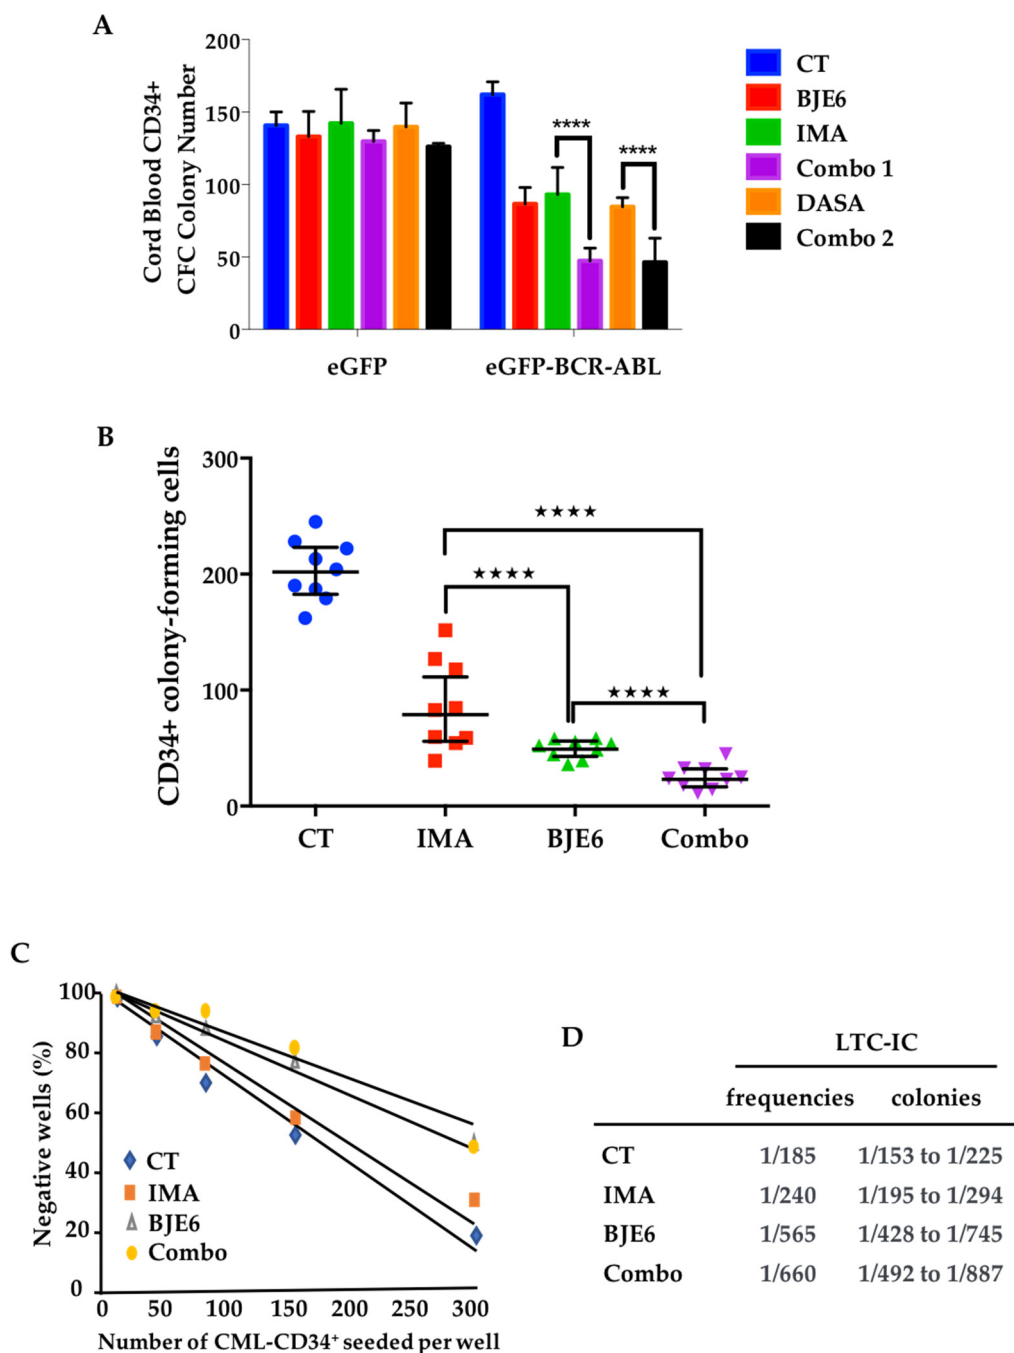 A
Cord Blood CD34+
CFC Colony Number
200
150
100
50
0
****
****
eGFP
eGFP-BCR-ABL
CT
BJE6
IMA
Combo 1
DASA
Combo 2
B
CD34+ colony-forming cells
300
200
100
0
★★★★
★★★★
★★★★
CT
IMA
BJE6
Combo
C
Negative wells (%)
100
80
60
40
20
0
CT
IMA
BJE6
Combo
0 50 100 150 200 250 300
Number of CML-CD34+ seeded per well
D
LTC-IC
frequencies colonies
CT 1/185 1/153 to 1/225
IMA 1/240 1/195 to 1/294
BJE6 1/565 1/428 to 1/745
Combo 1/660 1/492 to 1/887